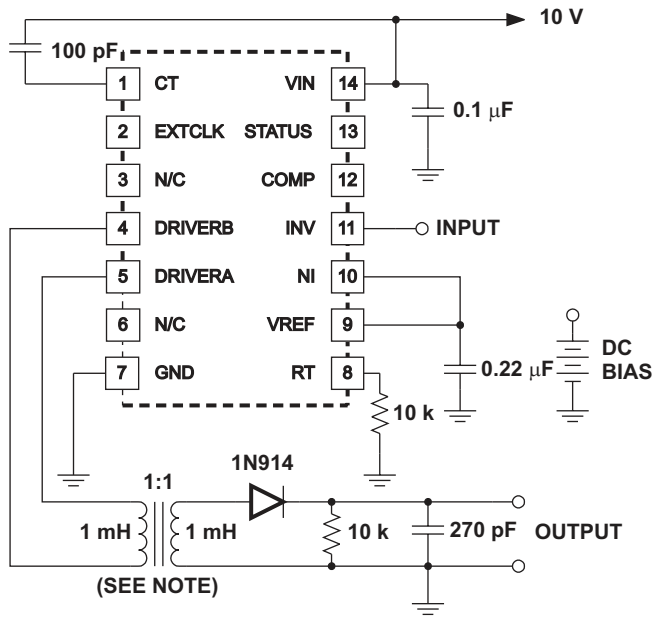 10 V
100 pF
1 CT VIN 14
0.1 μF
2 EXTCLK STATUS 13
3 N/C COMP 12
4 DRIVERB INV 11 INPUT
5 DRIVERA NI 10
6 N/C VREF 9
DC
BIAS
0.22 μF
7 GND RT 8
10 k
1:1
1N914
1 mH 1 mH
10 k
270 pF
OUTPUT
(SEE NOTE)